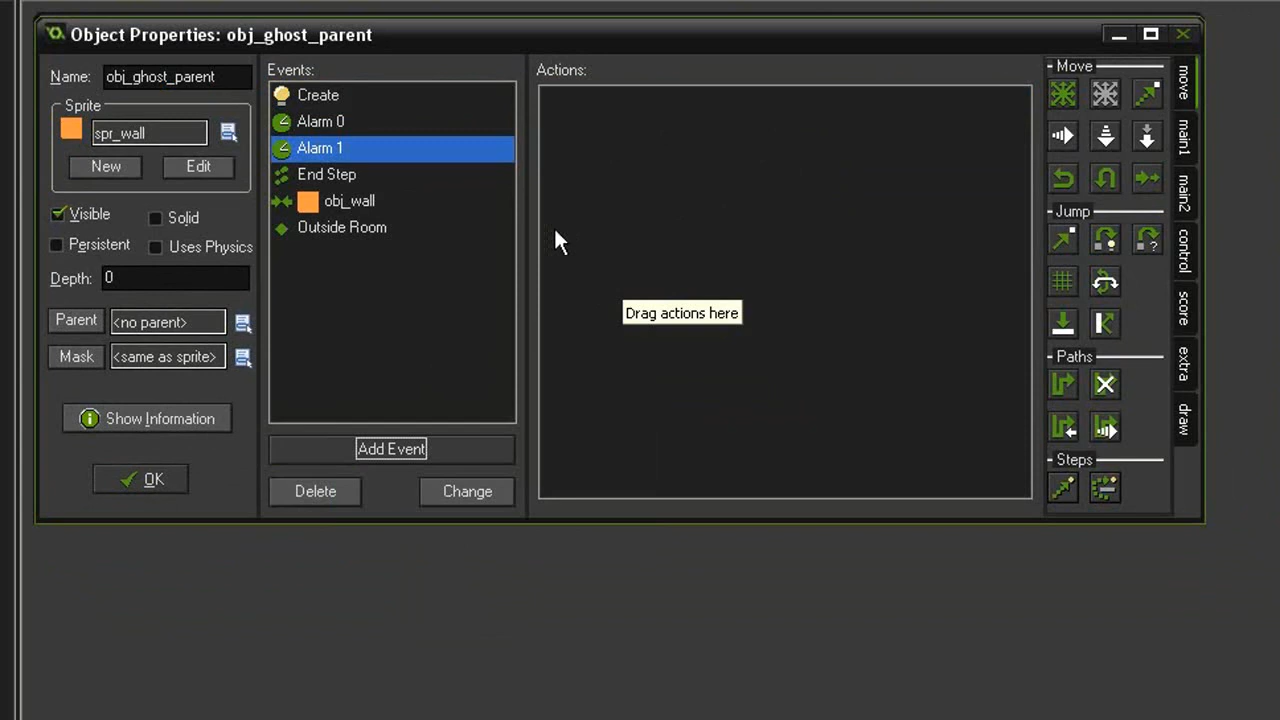 Object Properties: obj_ghost_parent
Name: obj_ghost_parent
Sprite
spr_wall
New Edit
Visible Solid
Persistent Uses Physics
Depth: 0
Parent <no parent>
Mask <same as sprite>
Show Information
OK
Events:
Create
Alarm 0
Alarm 1
End Step
obj_wall
Outside Room
Add Event
Delete Change
Actions:
Drag actions here
Move
Jump
Paths
Steps
move
main1
main2
control
score
extra
draw